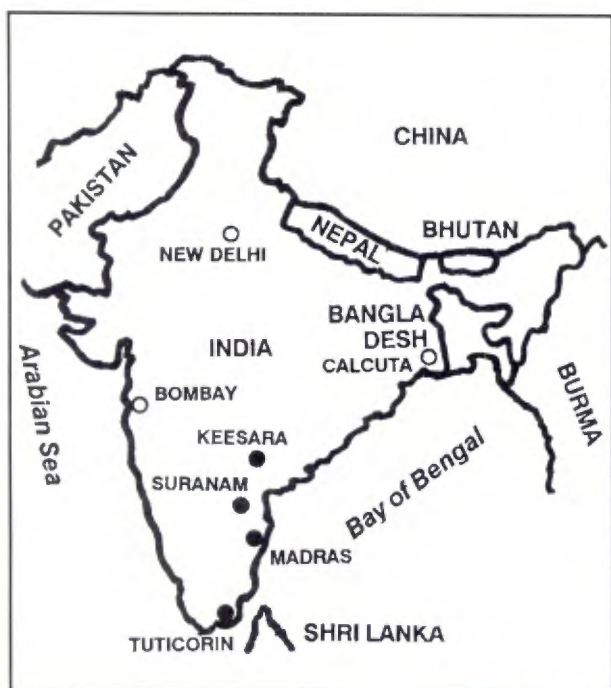 CHINA
PAKISTAN
NEPAL
BHUTAN
NEW DELHI
BANGLA
DESH
INDIA
CALCUTA
Arabian Sea
BOMBAY
BURMA
KEESARA
SURANAM
Bay of Bengal
MADRAS
TUTICORIN
SHRI LANKA